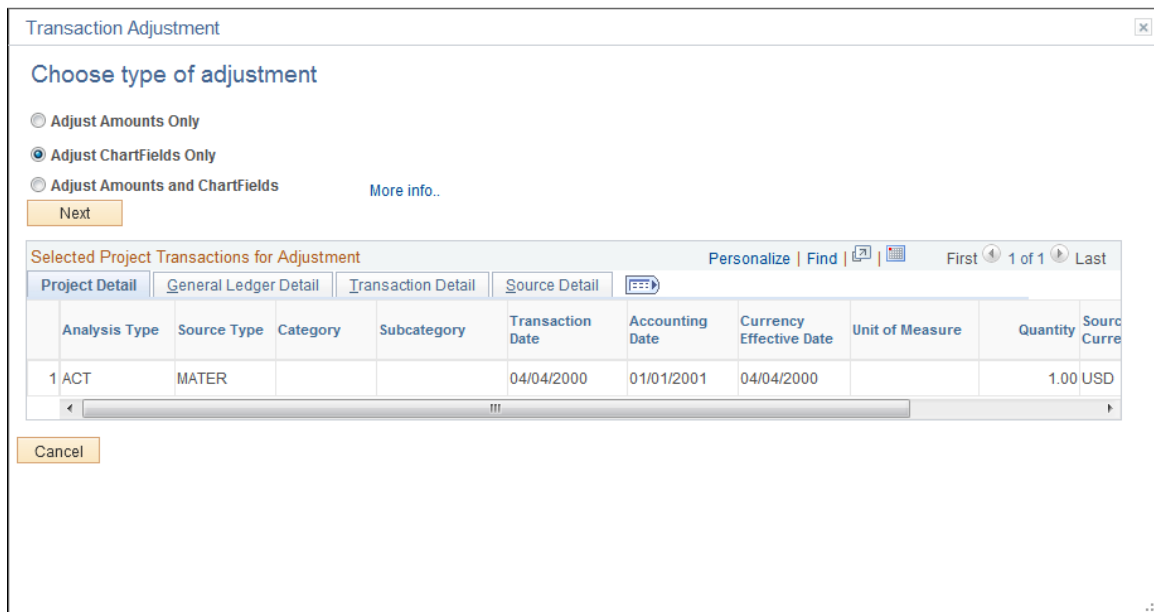 Transaction Adjustment
Choose type of adjustment
Adjust Amounts Only
Adjust ChartFields Only
Adjust Amounts and ChartFields More info..
Next
Selected Project Transactions for Adjustment Personalize | Find | | First 1 of 1 Last
Project Detail General Ledger Detail Transaction Detail Source Detail
Analysis Type Source Type Category Subcategory Transaction Date Accounting Date Currency Effective Date Unit of Measure Quantity Sourc Curre
1 ACT MATER 04/04/2000 01/01/2001 04/04/2000 1.00 USD
Cancel